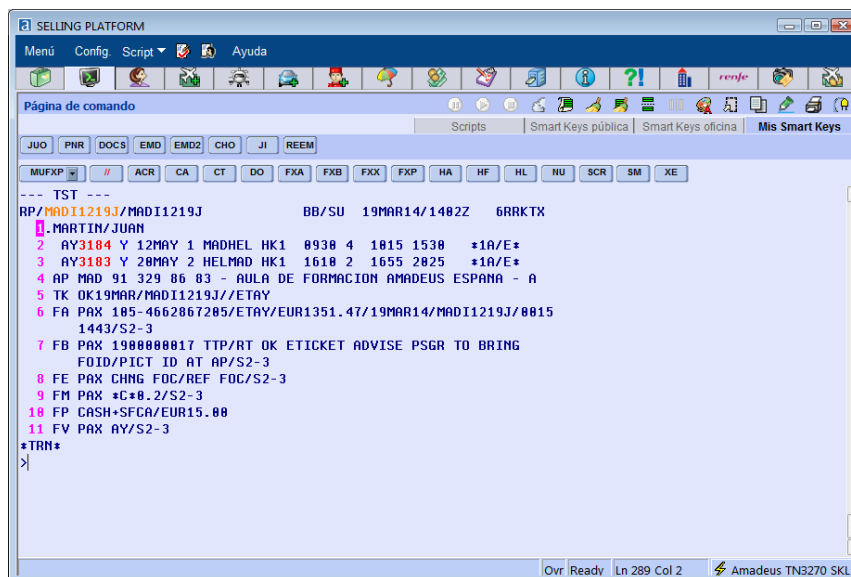 a SELLING PLATFORM
Menú Config. Script Ayuda
?! renfe
Página de comando
Scripts Smart Keys pública Smart Keys oficina Mis Smart Keys
JUO PNR DOCS EMD EMD2 CHO JI REEM
MUFXP // ACR CA CT DO FXA FXB FXX FXP HA HF HL NU SCR SM XE
--- TST ---
RP/MADI1219J/MADI1219J BB/SU 19MAR14/1402Z 6RRKTX
1.MARTIN/JUAN
2 AY3184 Y 12MAY 1 MADHEL HK1 0930 4 1015 1530 *1A/E*
3 AY3183 Y 20MAY 2 HELMAD HK1 1610 2 1655 2025 *1A/E*
4 AP MAD 91 329 86 83 - AULA DE FORMACION AMADEUS ESPANA - A
5 TK OK19MAR/MADI1219J//ETAY
6 FA PAX 105-4662867205/ETAY/EUR1351.47/19MAR14/MADI1219J/0015
1443/S2-3
7 FB PAX 1900000017 TTP/RT OK ETICKET ADVISE PSGR TO BRING
FOID/PICT ID AT AP/S2-3
8 FE PAX CHNG FOC/REF FOC/S2-3
9 FM PAX *C*0.2/S2-3
10 FP CASH+SFCA/EUR15.00
11 FV PAX AY/S2-3
*TRN*
>
Ovr Ready Ln 289 Col 2 Amadeus TN3270 SKL